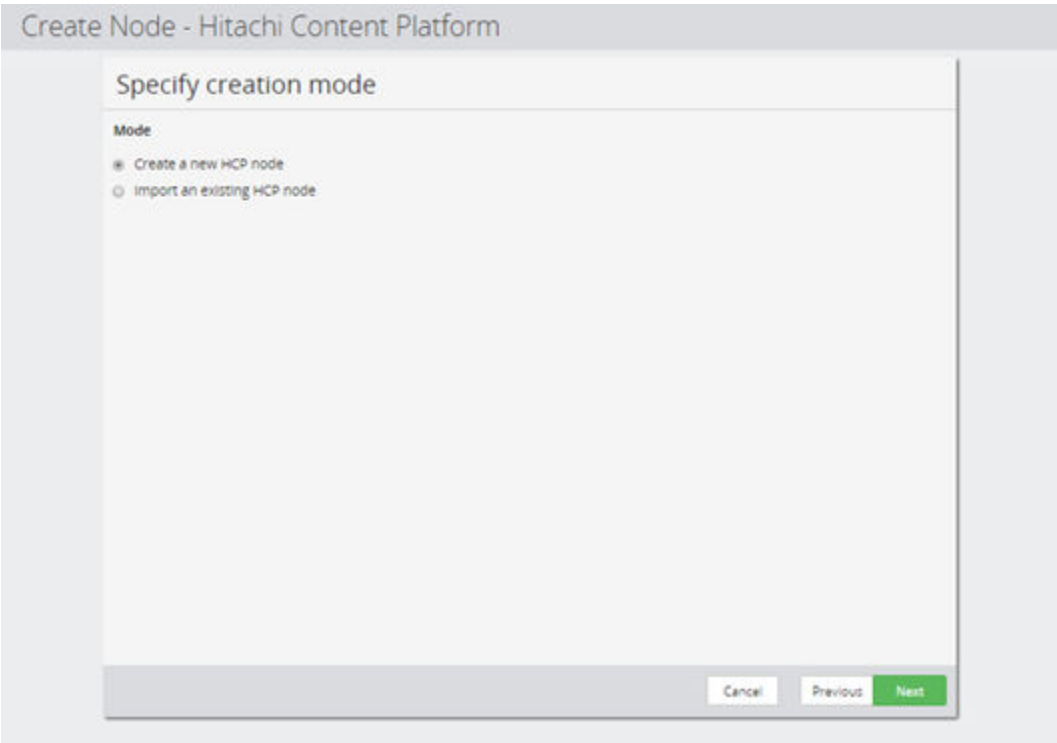 Create Node - Hitachi Content Platform
Specify creation mode
Mode
Create a new HCP node
Import an existing HCP node
Cancel Previous Next